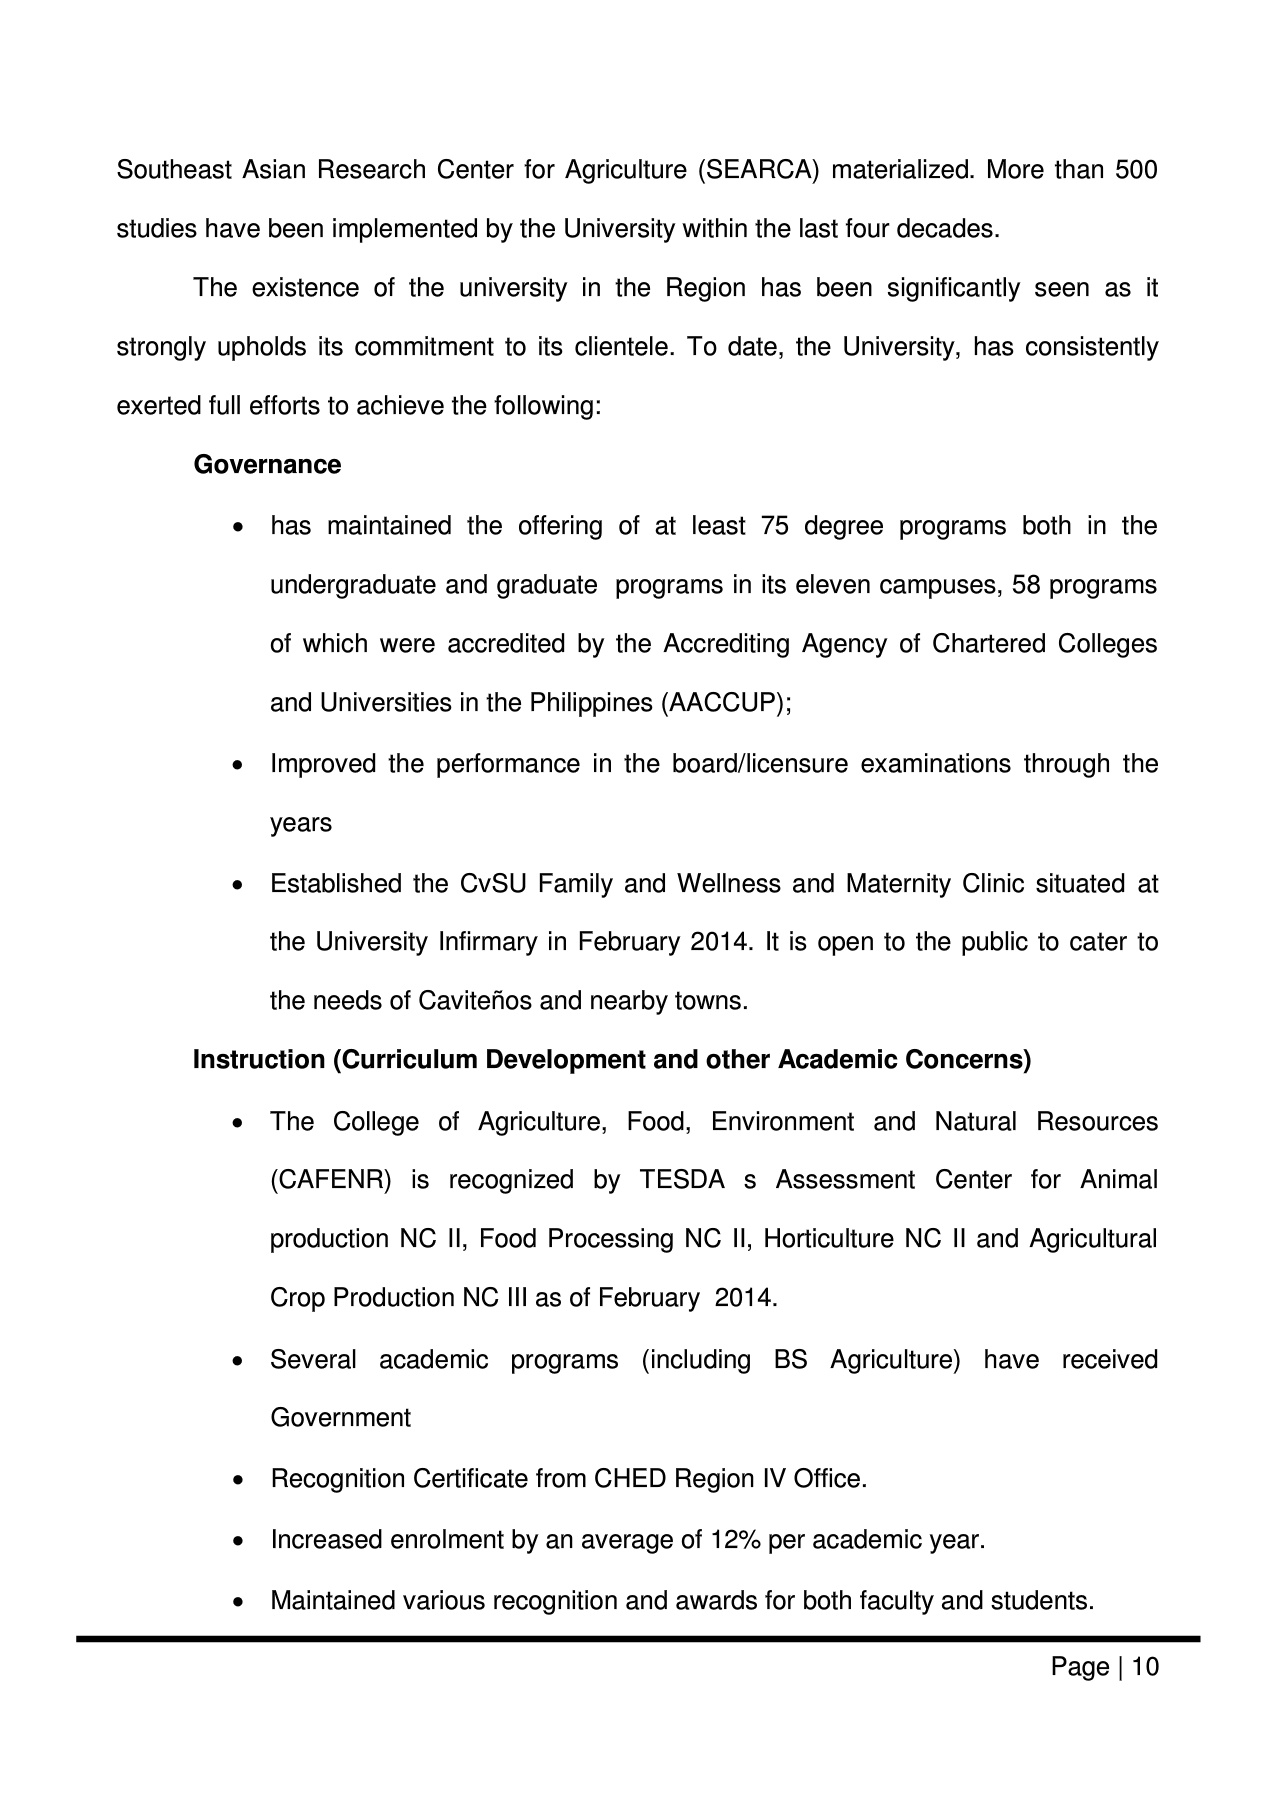 Southeast Asian Research Center for Agriculture (SEARCA) materialized. More than 500
studies have been implemented by the University within the last four decades.
The existence of the university in the Region has been significantly seen as it
strongly upholds its commitment to its clientele. To date, the University, has consistently
exerted full efforts to achieve the following:
Governance
• has maintained the offering of at least 75 degree programs both in the
undergraduate and graduate  programs in its eleven campuses, 58 programs
of which were accredited by the Accrediting Agency of Chartered Colleges
and Universities in the Philippines (AACCUP);
• Improved the performance in the board/licensure examinations through the
years
• Established the CvSU Family and Wellness and Maternity Clinic situated at
the University Infirmary in February 2014. It is open to the public to cater to
the needs of Caviteños and nearby towns.
Instruction (Curriculum Development and other Academic Concerns)
• The College of Agriculture, Food, Environment and Natural Resources
(CAFENR) is recognized by TESDA s Assessment Center for Animal
production NC II, Food Processing NC II, Horticulture NC II and Agricultural
Crop Production NC III as of February  2014.
• Several academic programs (including BS Agriculture) have received
Government
• Recognition Certificate from CHED Region IV Office.
• Increased enrolment by an average of 12% per academic year.
• Maintained various recognition and awards for both faculty and students.
Page | 10